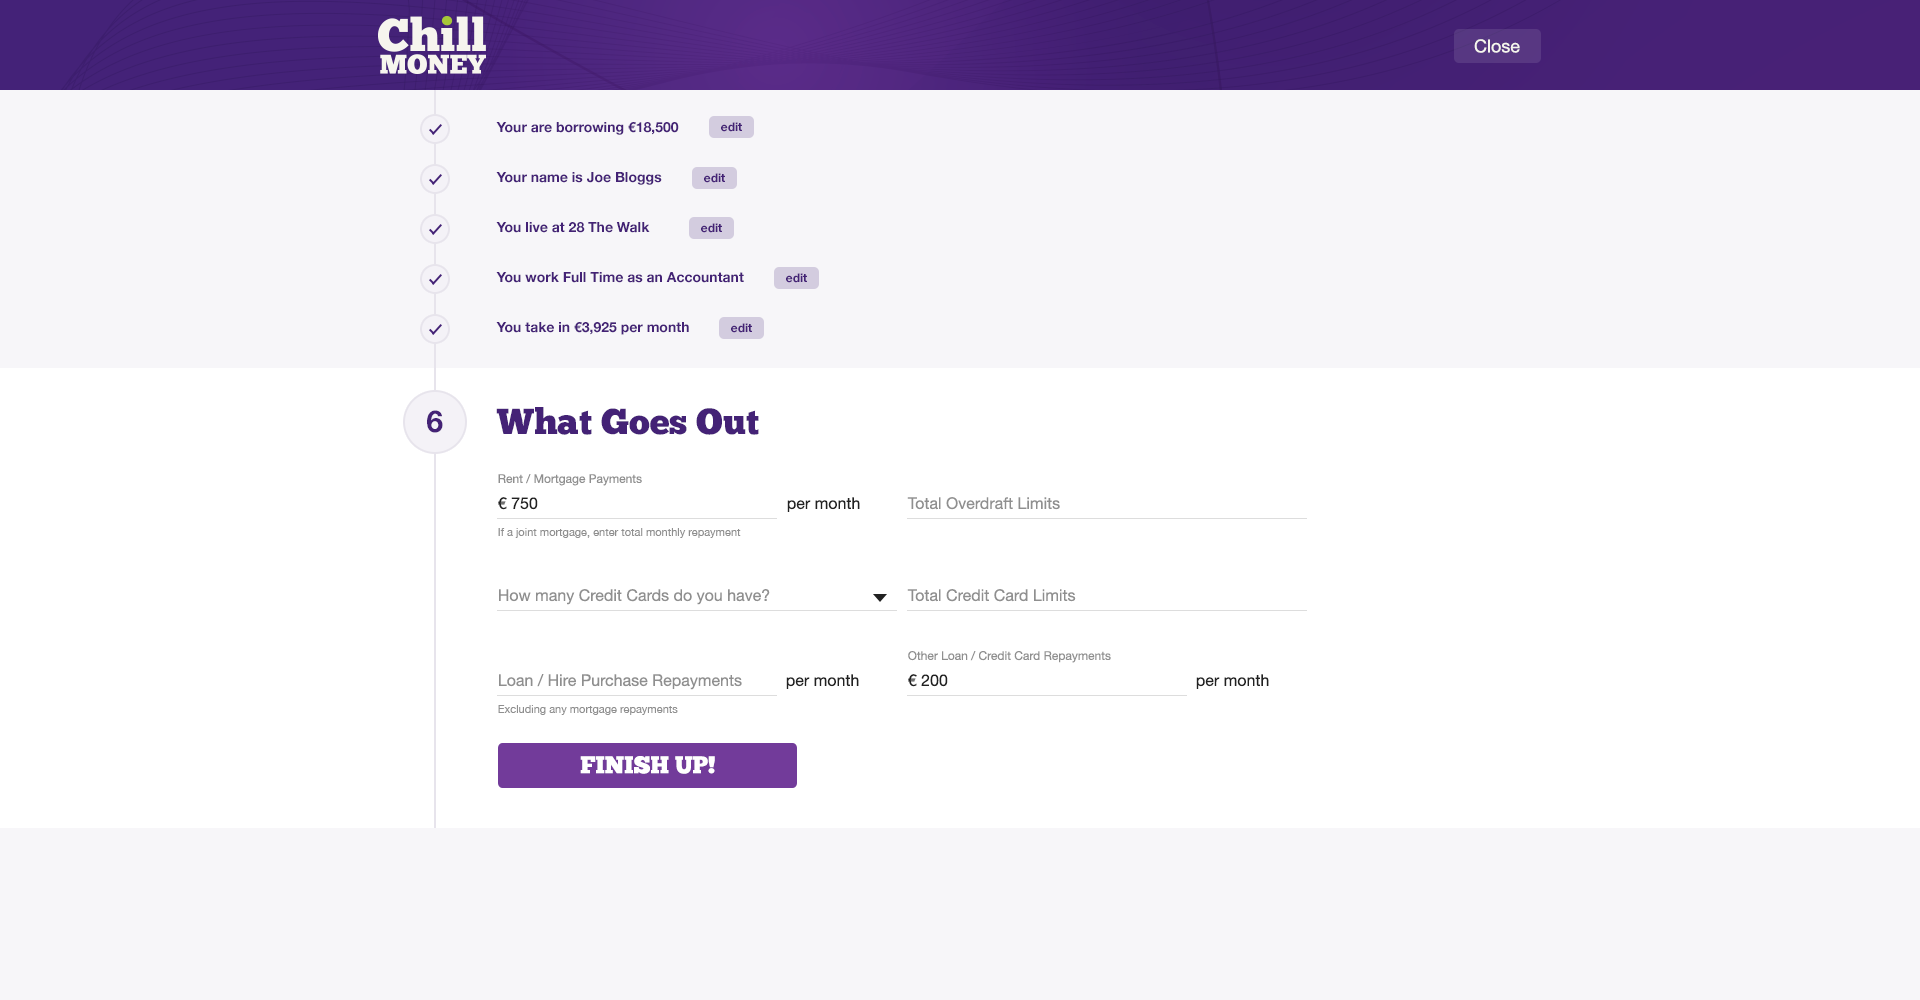 Chill
MONEY
Close
Your are borrowing €18,500 edit
Your name is Joe Bloggs edit
You live at 28 The Walk edit
You work Full Time as an Accountant edit
You take in €3,925 per month edit
6 What Goes Out
Rent / Mortgage Payments
€ 750 per month
If a joint mortgage, enter total monthly repayment
Total Overdraft Limits
How many Credit Cards do you have?
Total Credit Card Limits
Loan / Hire Purchase Repayments per month
Excluding any mortgage repayments
Other Loan / Credit Card Repayments
€ 200 per month
FINISH UP!